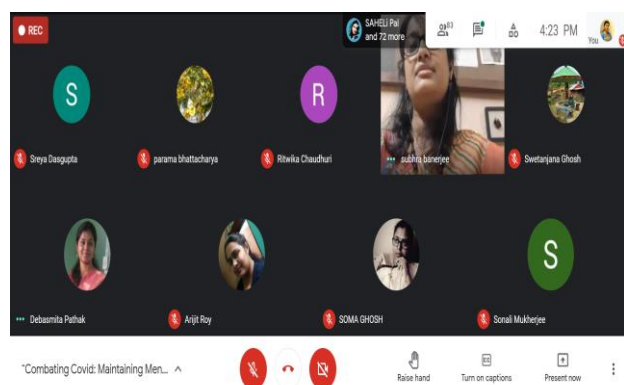 REC
SAHELi Pal
and 72 more
83
4:23 PM
You
S
R
Sreya Dasgupta
parama bhattacharya
Ritwika Chaudhuri
subhra banerjee
Swetanjana Ghosh
S
Debasmita Pathak
Arijit Roy
SOMA GHOSH
Sonali Mukherjee
"Combating Covid: Maintaining Men...
Raise hand
Turn on captions
Present now